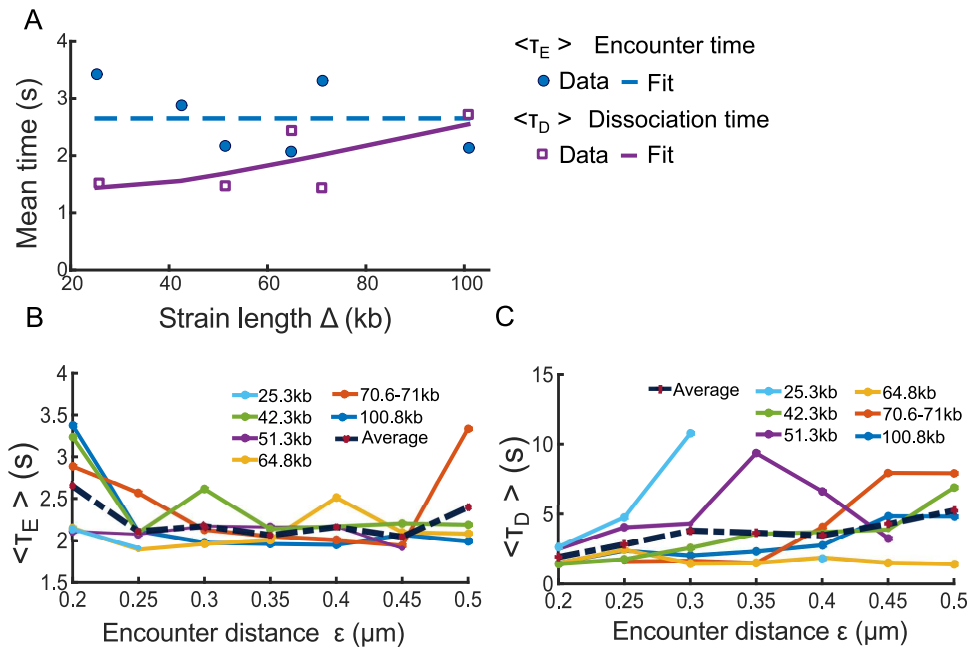 A
Mean time (s)
4
3
2
1
0
20
40
60
80
100
Strain length Δ (kb)
<τ_E> Encounter time
Data
Fit
<τ_D> Dissociation time
Data
Fit
B
<τ_E> (s)
4
3.5
3
2.5
2
1.5
0.2
0.25
0.3
0.35
0.4
0.45
0.5
Encounter distance ε (μm)
25.3kb
42.3kb
51.3kb
64.8kb
70.6-71kb
100.8kb
Average
C
<τ_D> (s)
15
10
5
0
0.2
0.25
0.3
0.35
0.4
0.45
0.5
Encounter distance ε (μm)
Average
25.3kb
42.3kb
51.3kb
64.8kb
70.6-71kb
100.8kb